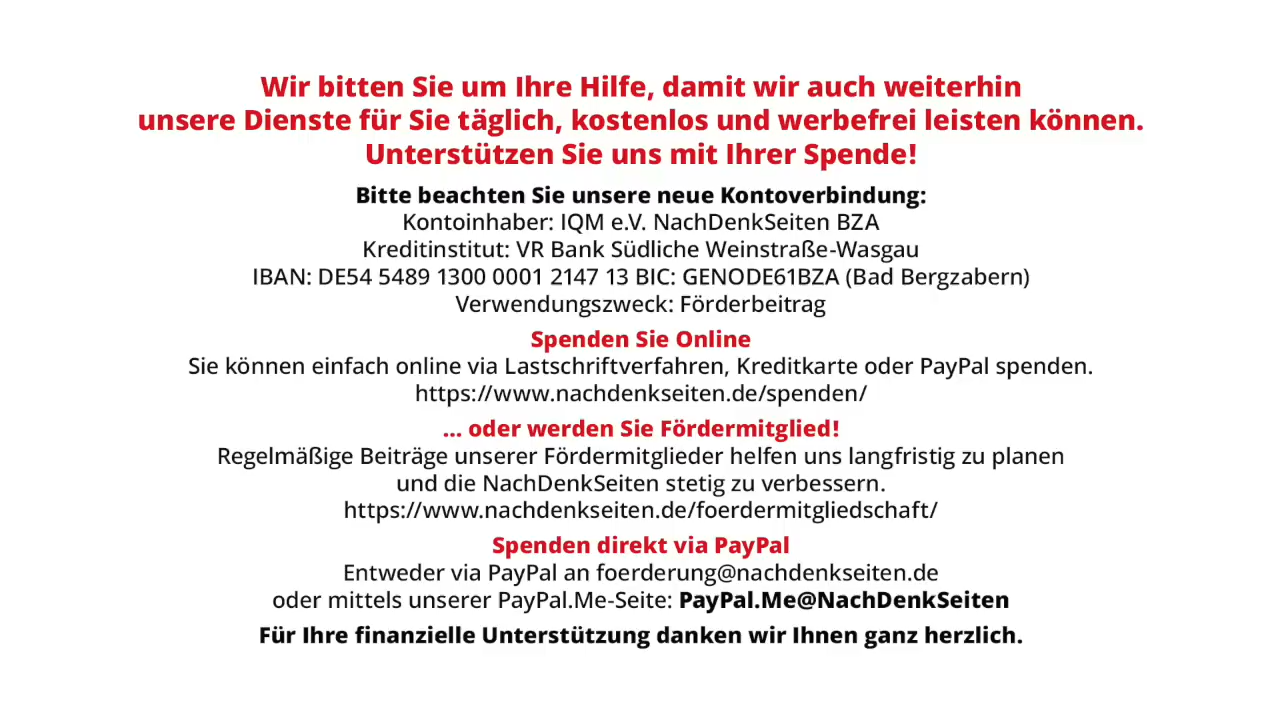 Wir bitten Sie um Ihre Hilfe, damit wir auch weiterhin
unsere Dienste für Sie täglich, kostenlos und werbefrei leisten können.
Unterstützen Sie uns mit Ihrer Spende!
Bitte beachten Sie unsere neue Kontoverbindung:
Kontoinhaber: IQM e.V. NachDenkSeiten BZA
Kreditinstitut: VR Bank Südliche Weinstraße-Wasgau
IBAN: DE54 5489 1300 0001 2147 13 BIC: GENODE61BZA (Bad Bergzabern)
Verwendungszweck: Förderbeitrag
Spenden Sie Online
Sie können einfach online via Lastschriftverfahren, Kreditkarte oder PayPal spenden.
https://www.nachdenkseiten.de/spenden/
... oder werden Sie Fördermitglied!
Regelmäßige Beiträge unserer Fördermitglieder helfen uns langfristig zu planen
und die NachDenkSeiten stetig zu verbessern.
https://www.nachdenkseiten.de/foerdermitgliedschaft/
Spenden direkt via PayPal
Entweder via PayPal an foerderung@nachdenkseiten.de
oder mittels unserer PayPal.Me-Seite: PayPal.Me@NachDenkSeiten
Für Ihre finanzielle Unterstützung danken wir Ihnen ganz herzlich.